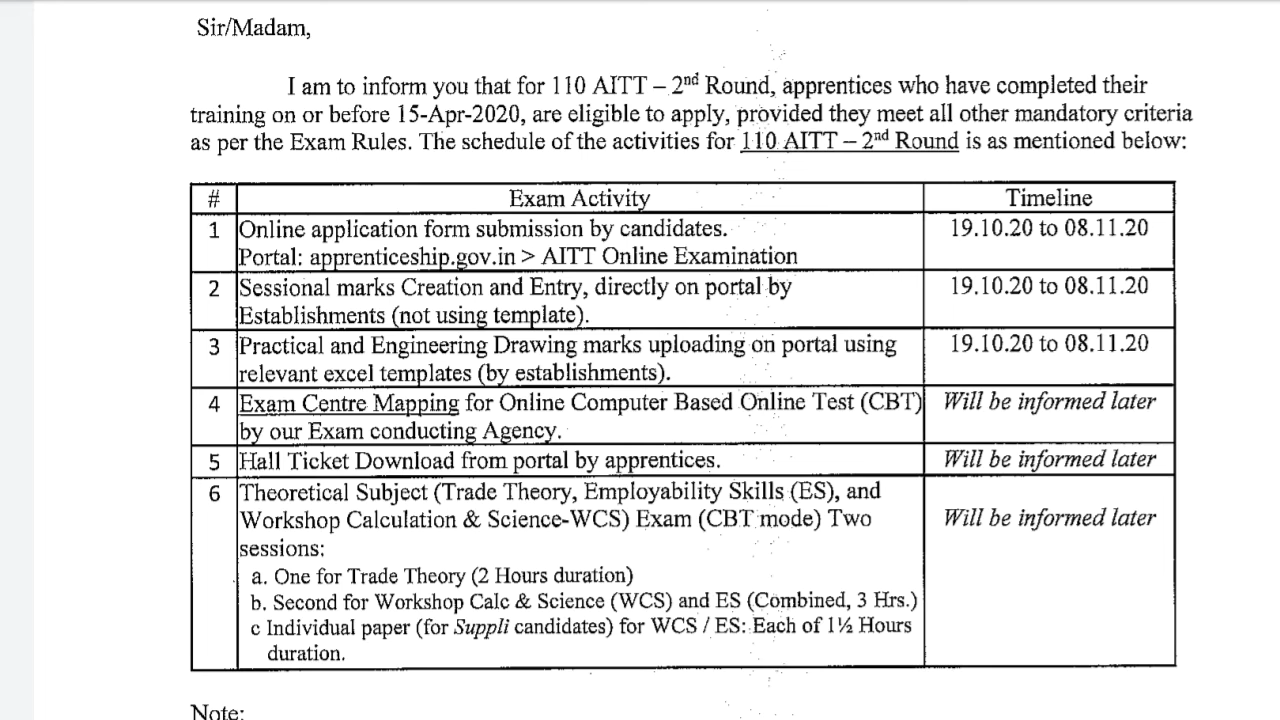 Sir/Madam,
I am to inform you that for 110 AITT – 2nd Round, apprentices who have completed their
training on or before 15-Apr-2020, are eligible to apply, provided they meet all other mandatory criteria
as per the Exam Rules. The schedule of the activities for 110 AITT – 2nd Round is as mentioned below:
# Exam Activity Timeline
1 Online application form submission by candidates. 19.10.20 to 08.11.20
Portal: apprenticeship.gov.in > AITT Online Examination
2 Sessional marks Creation and Entry, directly on portal by 19.10.20 to 08.11.20
Establishments (not using template).
3 Practical and Engineering Drawing marks uploading on portal using 19.10.20 to 08.11.20
relevant excel templates (by establishments).
4 Exam Centre Mapping for Online Computer Based Online Test (CBT) Will be informed later
by our Exam conducting Agency.
5 Hall Ticket Download from portal by apprentices. Will be informed later
6 Theoretical Subject (Trade Theory, Employability Skills (ES), and
Workshop Calculation & Science-WCS) Exam (CBT mode) Two Will be informed later
sessions:
a. One for Trade Theory (2 Hours duration)
b. Second for Workshop Calc & Science (WCS) and ES (Combined, 3 Hrs.)
c Individual paper (for Suppli candidates) for WCS / ES: Each of 1½ Hours
duration.
Note: